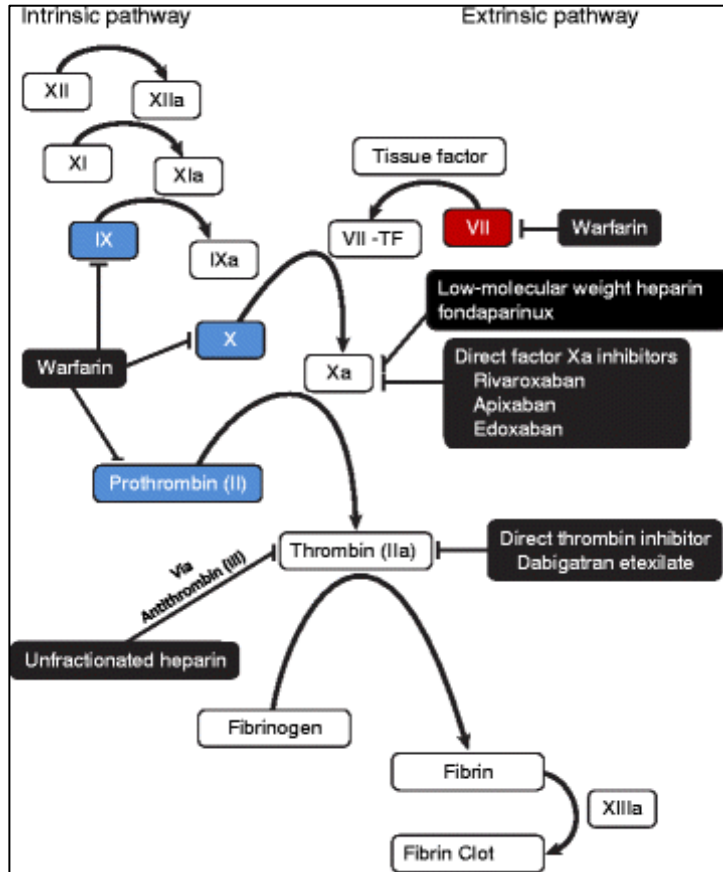 Intrinsic pathway
Extrinsic pathway
XII
XIIa
XI
XIa
Tissue factor
IX
IXa
VII -TF
VII
Warfarin
X
Low-molecular weight heparin
fondaparinux
Warfarin
Xa
Direct factor Xa inhibitors
Rivaroxaban
Apixaban
Edoxaban
Prothrombin (II)
Thrombin (IIa)
Direct thrombin inhibitor
Dabigatran etexilate
Via
Antithrombin (III)
Unfractionated heparin
Fibrinogen
Fibrin
XIIIa
Fibrin Clot